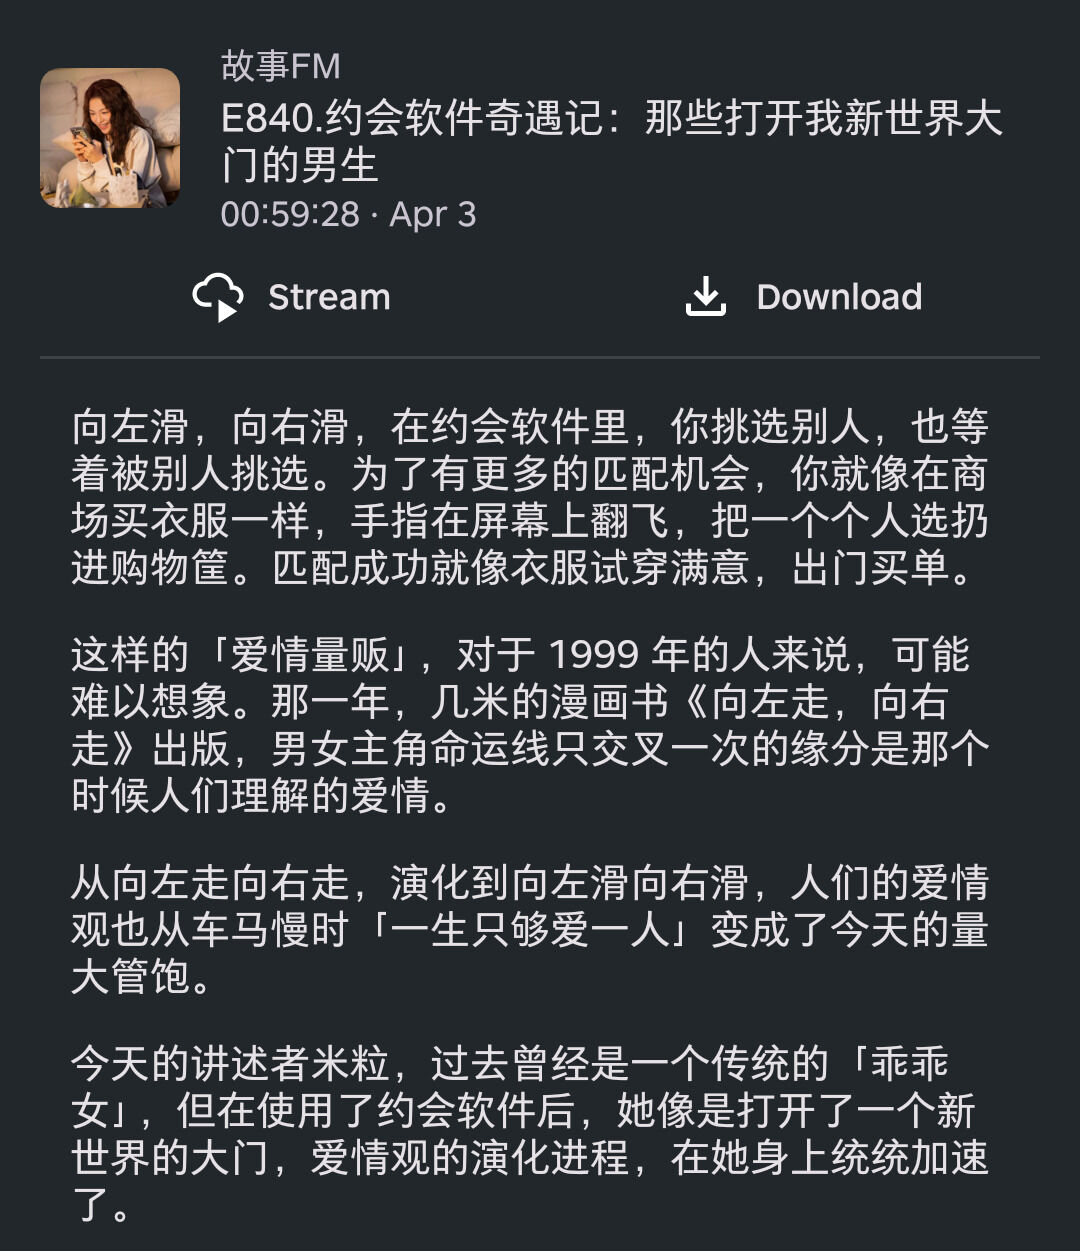 故事FM
E840.约会软件奇遇记：那些打开我新世界大
门的男生
00:59:28 · Apr 3
Stream
Download
向左滑，向右滑，在约会软件里，你挑选别人，也等
着被别人挑选。为了有更多的匹配机会，你就像在商
场买衣服一样，手指在屏幕上翻飞，把一个个人选扔
进购物筐。匹配成功就像衣服试穿满意，出门买单。
这样的「爱情量贩」，对于 1999 年的人来说，可能
难以想象。那一年，几米的漫画书《向左走，向右
走》出版，男女主角命运线只交叉一次的缘分是那个
时候人们理解的爱情。
从向左走向右走，演化到向左滑向右滑，人们的爱情
观也从车马慢时「一生只够爱一人」变成了今天的量
大管饱。
今天的讲述者米粒，过去曾经是一个传统的「乖乖
女」，但在使用了约会软件后，她像是打开了一个新
世界的大门，爱情观的演化进程，在她身上统统加速
了。